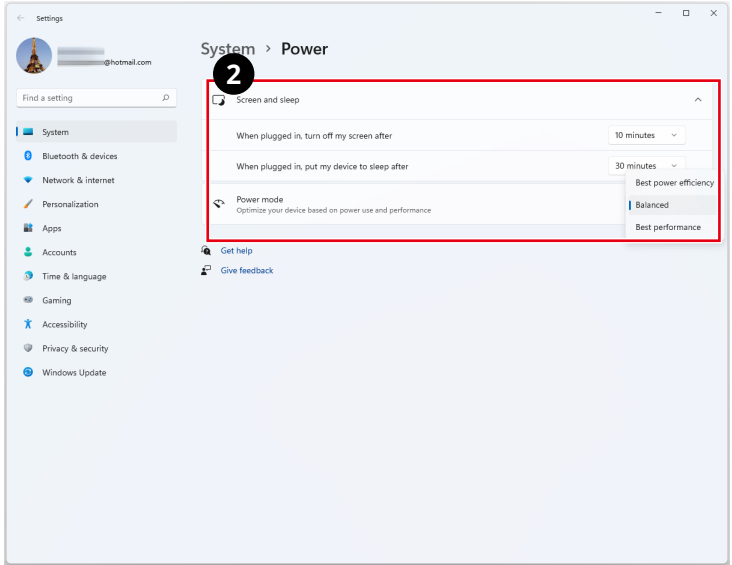 Settings
@hotmail.com
Find a setting
System
Bluetooth & devices
Network & internet
Personalization
Apps
Accounts
Time & language
Gaming
Accessibility
Privacy & security
Windows Update
System > Power
2
Screen and sleep
When plugged in, turn off my screen after
10 minutes
When plugged in, put my device to sleep after
30 minutes
Power mode
Optimize your device based on power use and performance
Best power efficiency
Balanced
Best performance
Get help
Give feedback